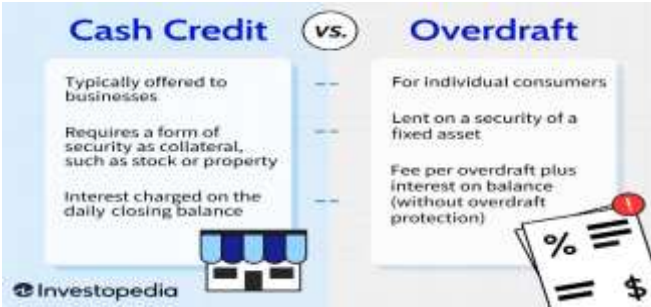 Cash Credit
vs.
Overdraft
Typically offered to
businesses
Requires a form of
security as collateral,
such as stock or property
Interest charged on the
daily closing balance
For individual consumers
Lent on a security of a
fixed asset
Fee per overdraft plus
interest on balance
(without overdraft
protection)
!
%
$
Investopedia